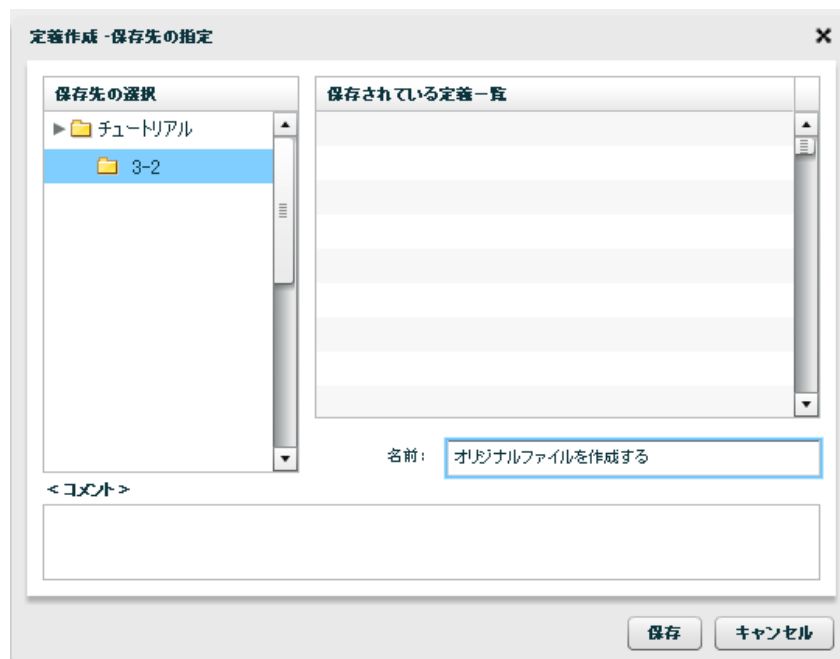 定義作成 -保存先の指定
保存先の選択
保存されている定義一覧
チュートリアル
3-2
名前:
オリジナルファイルを作成する
<コメント>
保存
キャンセル